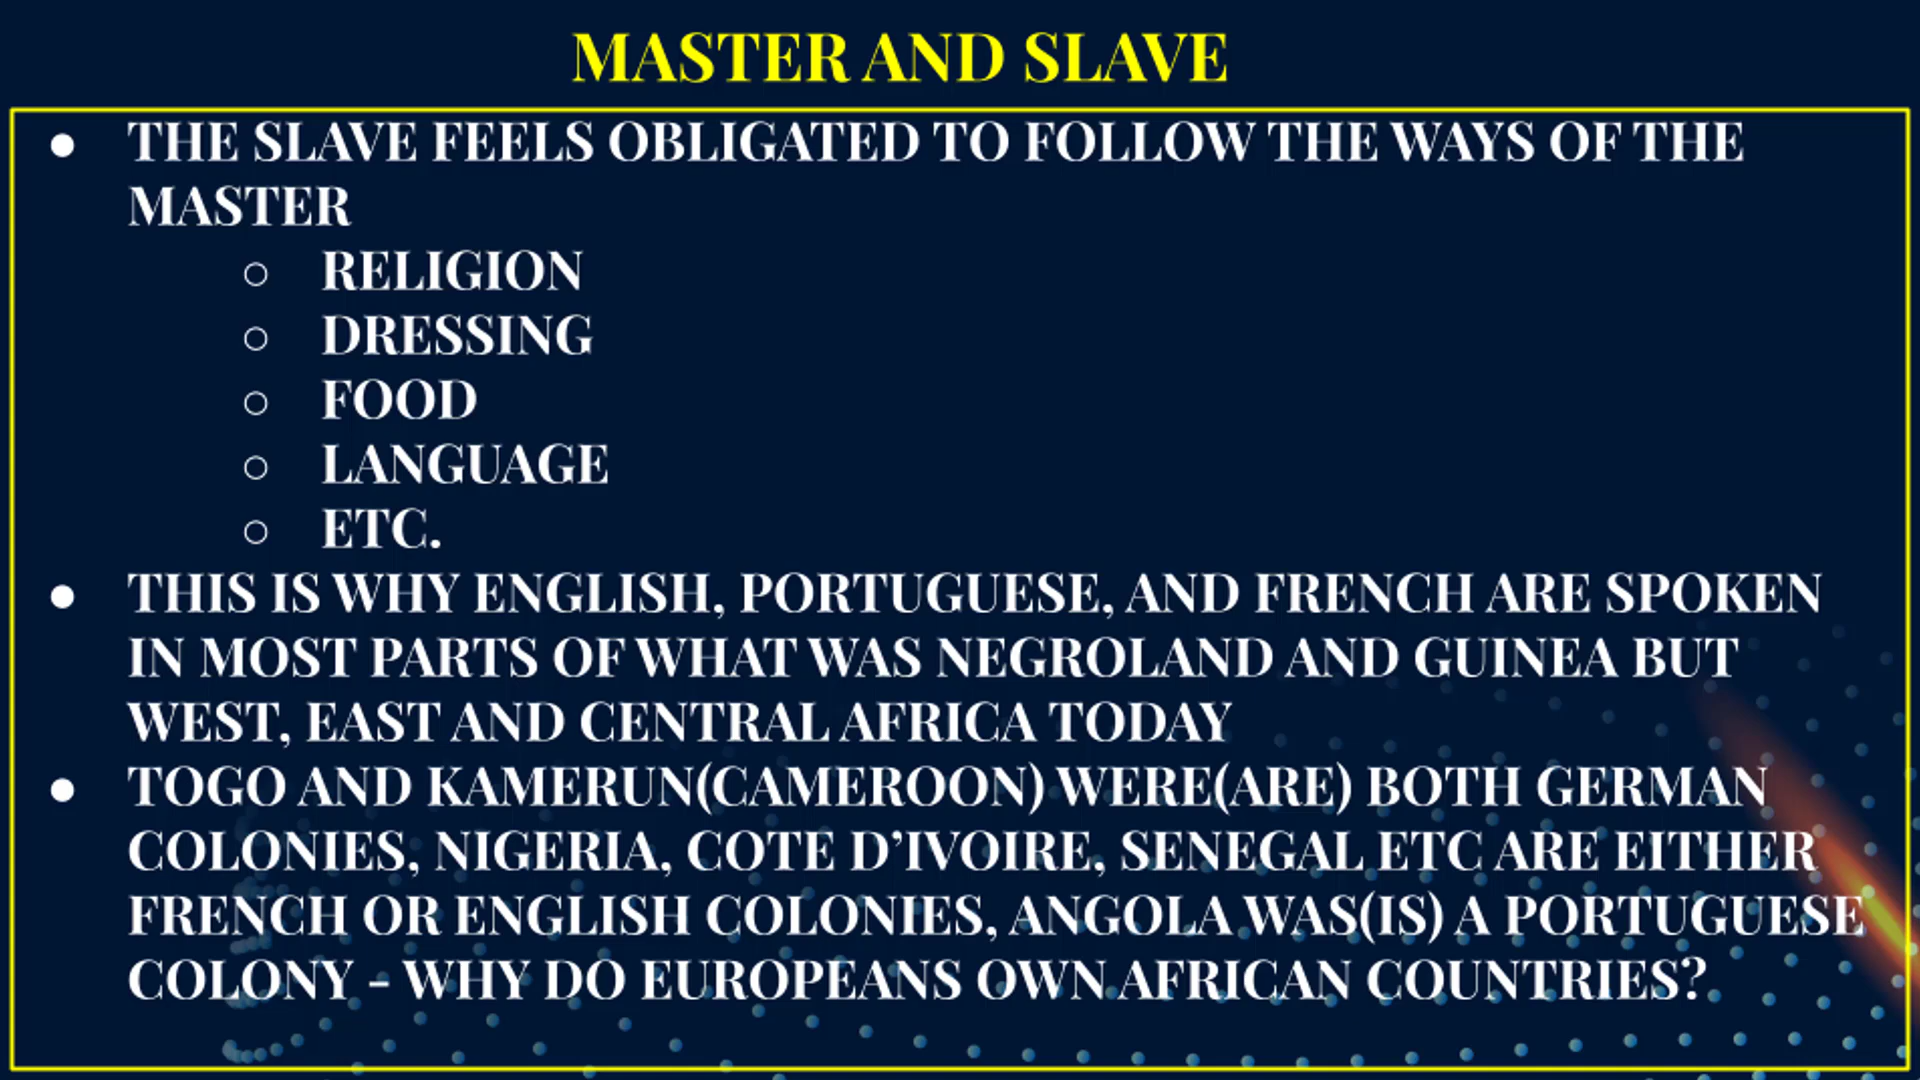 MASTER AND SLAVE
● THE SLAVE FEELS OBLIGATED TO FOLLOW THE WAYS OF THE
MASTER
○ RELIGION
○ DRESSING
○ FOOD
○ LANGUAGE
○ ETC.
● THIS IS WHY ENGLISH, PORTUGUESE, AND FRENCH ARE SPOKEN
IN MOST PARTS OF WHAT WAS NEGROLAND AND GUINEA BUT
WEST, EAST AND CENTRAL AFRICA TODAY
● TOGO AND KAMERUN(CAMEROON) WERE(ARE) BOTH GERMAN
COLONIES, NIGERIA, COTE D’IVOIRE, SENEGAL ETC ARE EITHER
FRENCH OR ENGLISH COLONIES, ANGOLA WAS(IS) A PORTUGUESE
COLONY - WHY DO EUROPEANS OWN AFRICAN COUNTRIES?